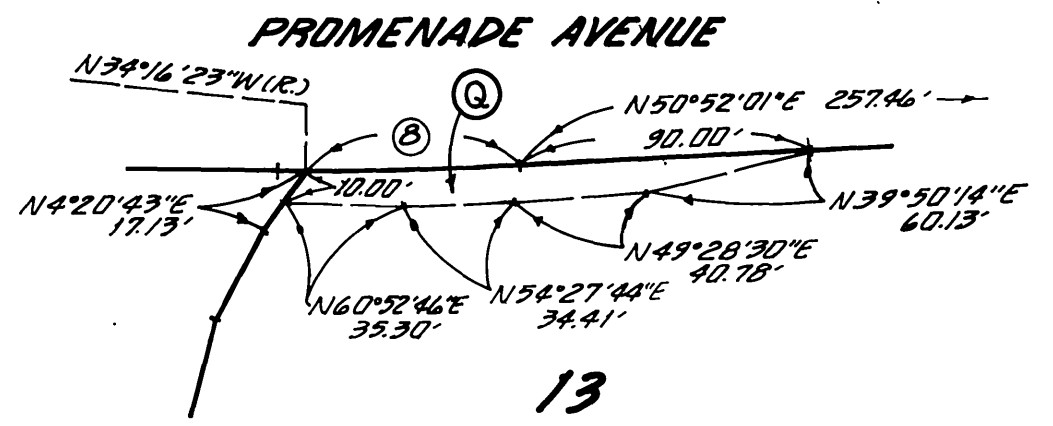 PROMENADE AVENUE
N34°16'23"W(R.)
Q
N50°52'01"E 257.46'
8
90.00'
10.00'
N4°20'43"E
17.13'
N39°50'14"E
60.13'
N49°28'30"E
40.78'
N60°52'46"E
35.30'
N54°27'44"E
34.41'
13